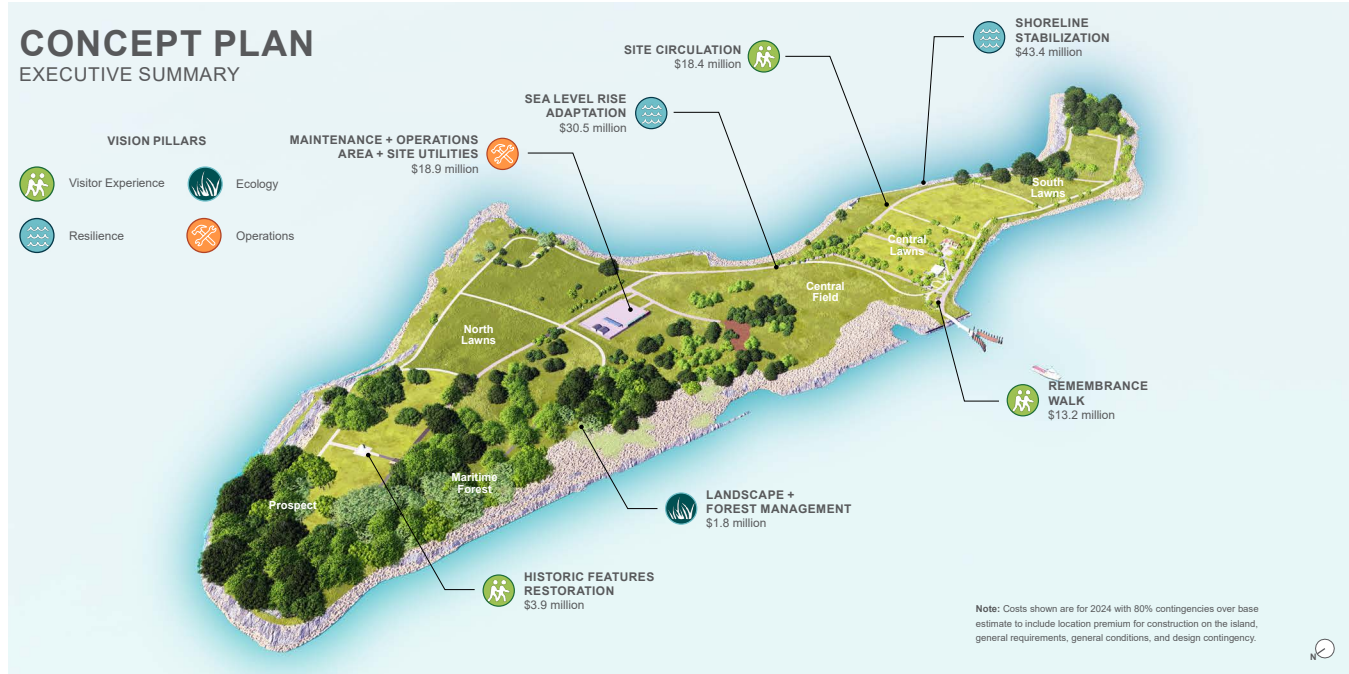 CONCEPT PLAN
EXECUTIVE SUMMARY
VISION PILLARS
Visitor Experience
Ecology
Resilience
Operations
MAINTENANCE + OPERATIONS
AREA + SITE UTILITIES
$18.9 million
SEA LEVEL RISE
ADAPTATION
$30.5 million
SITE CIRCULATION
$18.4 million
SHORELINE
STABILIZATION
$43.4 million
South
Lawns
Central
Lawns
Central
Field
North
Lawns
Maritime
Forest
Prospect
REMEMBRANCE
WALK
$13.2 million
LANDSCAPE +
FOREST MANAGEMENT
$1.8 million
HISTORIC FEATURES
RESTORATION
$3.9 million
Note: Costs shown are for 2024 with 80% contingencies over base
estimate to include location premium for construction on the island,
general requirements, general conditions, and design contingency.
N